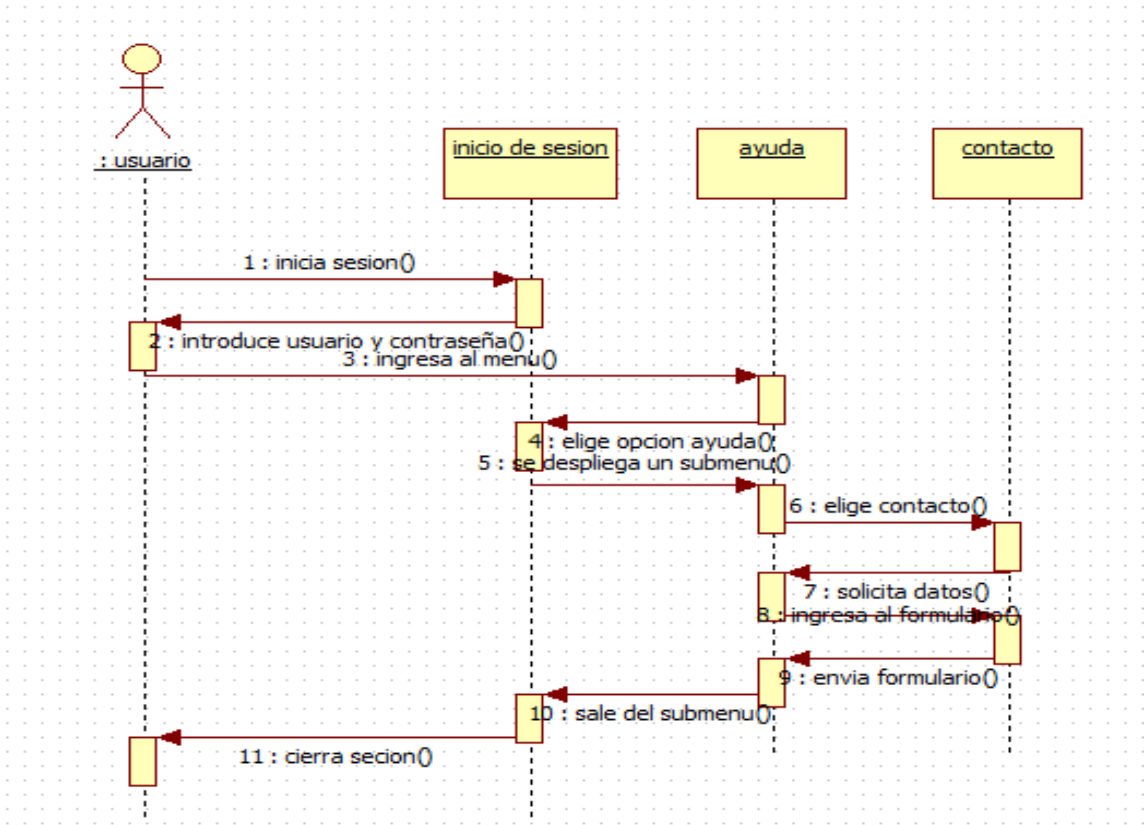 : usuario
inicio de sesion
ayuda
contacto
1 : inicia sesion()
2 : introduce usuario y contraseña()
3 : ingresa al menu()
4 : elige opcion ayuda()
5 : se despliega un submenu()
6 : elige contacto()
7 : solicita datos()
8 : ingresa al formulario()
9 : envia formulario()
10 : sale del submenu()
11 : cierra secion()